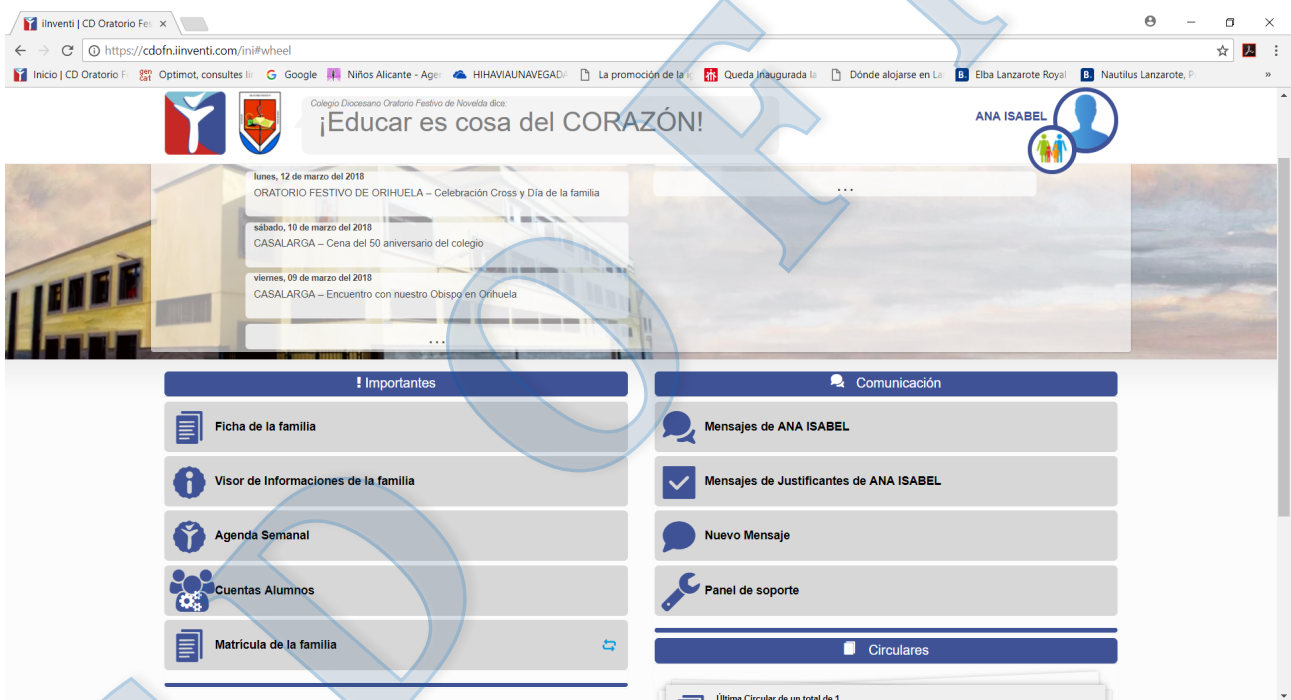 iInventi | CD Oratorio Fes
https://cdofn.iinventi.com/ini#wheel
Inicio | CD Oratorio F
gen cat
Optimot, consultes lin
Google
Niños Alicante - Agen
HIHAVIAUNAVEGADA
La promoción de la
Queda Inaugurada la
Dónde alojarse en La
B.
Elba Lanzarote Royal
B.
Nautilus Lanzarote, P
»
Colegio Diocesano Oratorio Festivo de Novelda dice:
¡Educar es cosa del CORAZÓN!
ANA ISABEL
lunes, 12 de marzo del 2018
ORATORIO FESTIVO DE ORIHUELA – Celebración Cross y Día de la familia
sábado, 10 de marzo del 2018
CASALARGA – Cena del 50 aniversario del colegio
viernes, 09 de marzo del 2018
CASALARGA – Encuentro con nuestro Obispo en Orihuela
...
...
! Importantes
Ficha de la familia
Visor de Informaciones de la familia
Agenda Semanal
Cuentas Alumnos
Matrícula de la familia
Comunicación
Mensajes de ANA ISABEL
Mensajes de Justificantes de ANA ISABEL
Nuevo Mensaje
Panel de soporte
Circulares
Última Circular de un total de 1